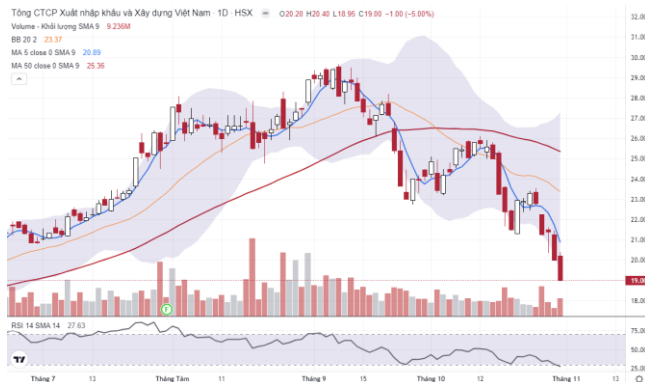 Tổng CTCP Xuất nhập khẩu và Xây dựng Việt Nam · 1D · HSX O20.20 H20.40 L18.95 C19.00 −1.00 (−5.00%)
Volume - Khối lượng SMA 9 9.236M
BB 20 2 23.37
MA 5 close 0 SMA 9 20.89
MA 50 close 0 SMA 9 25.36
32.00
31.00
30.00
29.00
28.00
27.00
26.00
25.00
24.00
23.00
22.00
21.00
20.00
19.00
18.00
F
RSI 14 SMA 14 27.63
75.00
50.00
25.00
Tháng 7 13 Tháng Tám 11 Tháng 9 15 Tháng 10 12 Tháng 11 13